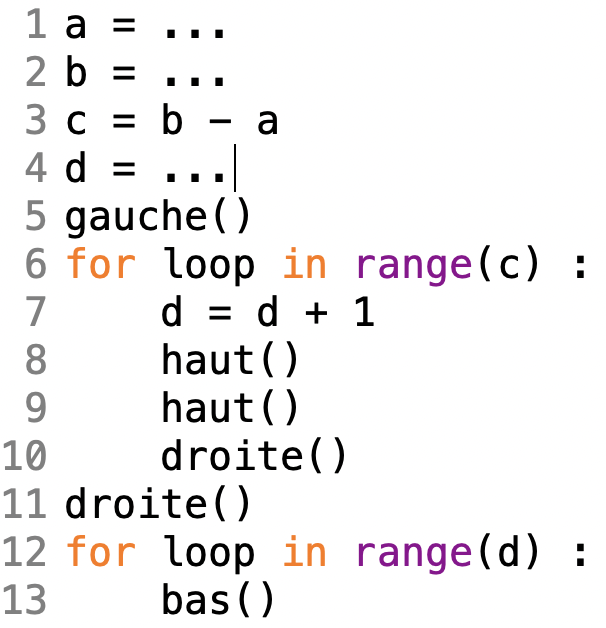 1 a = ...
2 b = ...
3 c = b - a
4 d = ...
5 gauche()
6 for loop in range(c) :
7     d = d + 1
8     haut()
9     haut()
10     droite()
11 droite()
12 for loop in range(d) :
13     bas()